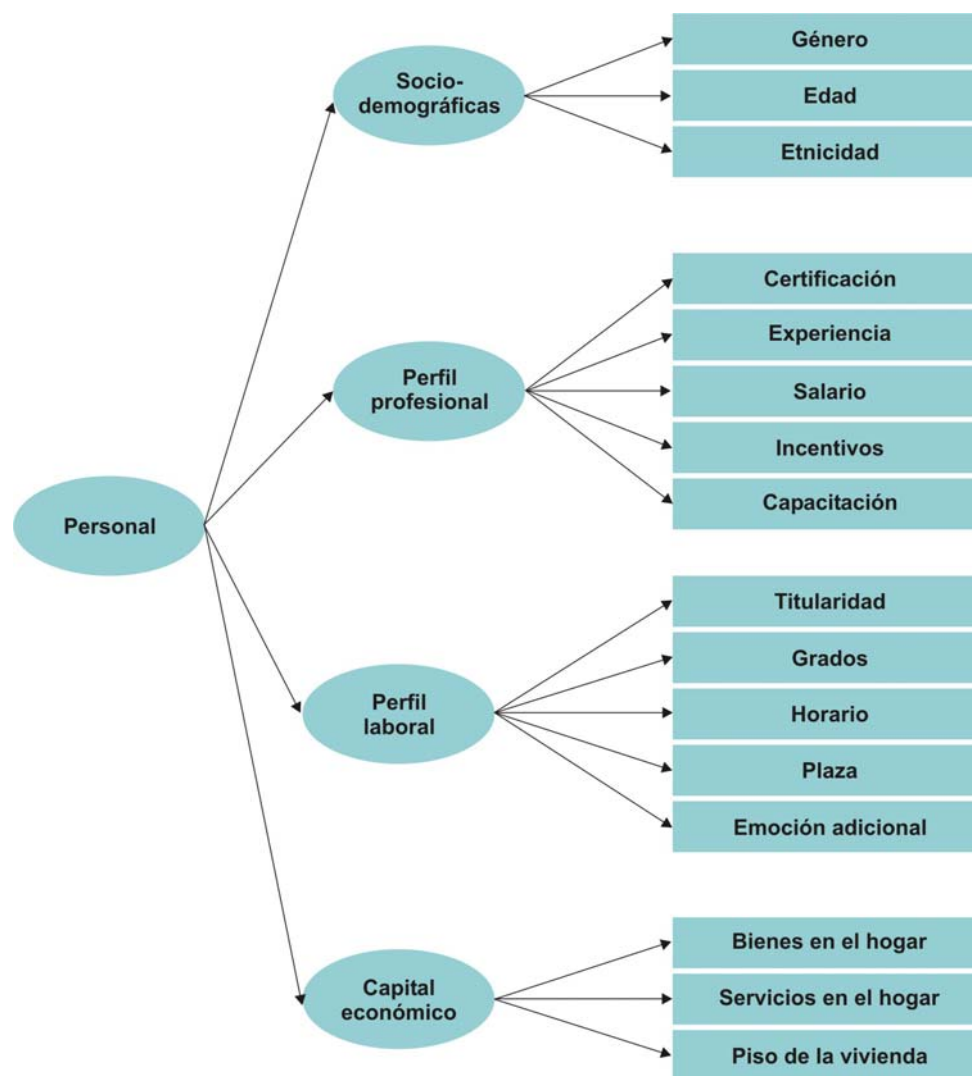 Socio-
demográficas
Género
Edad
Etnicidad
Perfil
profesional
Certificación
Experiencia
Salario
Incentivos
Capacitación
Personal
Perfil
laboral
Titularidad
Grados
Horario
Plaza
Emoción adicional
Capital
económico
Bienes en el hogar
Servicios en el hogar
Piso de la vivienda